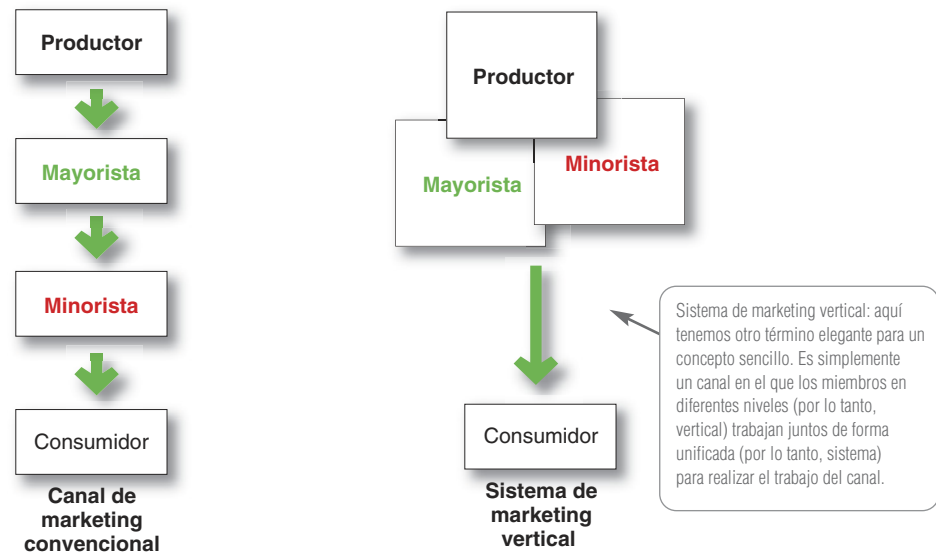 Productor
Mayorista
Minorista
Consumidor
Canal de
marketing
convencional
Productor
Mayorista
Minorista
Consumidor
Sistema de
marketing
vertical
Sistema de marketing vertical: aquí
tenemos otro término elegante para un
concepto sencillo. Es simplemente
un canal en el que los miembros en
diferentes niveles (por lo tanto,
vertical) trabajan juntos de forma
unificada (por lo tanto, sistema)
para realizar el trabajo del canal.